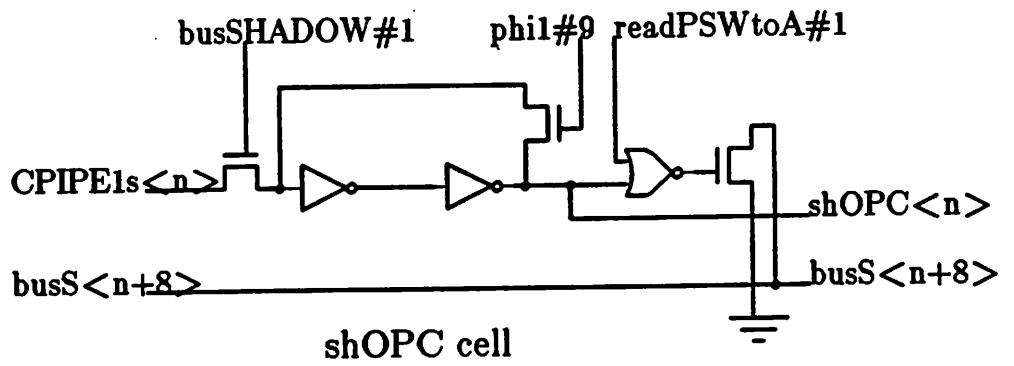 busSHADOW#1 phi1#9 readPSWtoA#1
CPIPE1s<n>
shOPC<n>
busS<n+8> busS<n+8>
shOPC cell